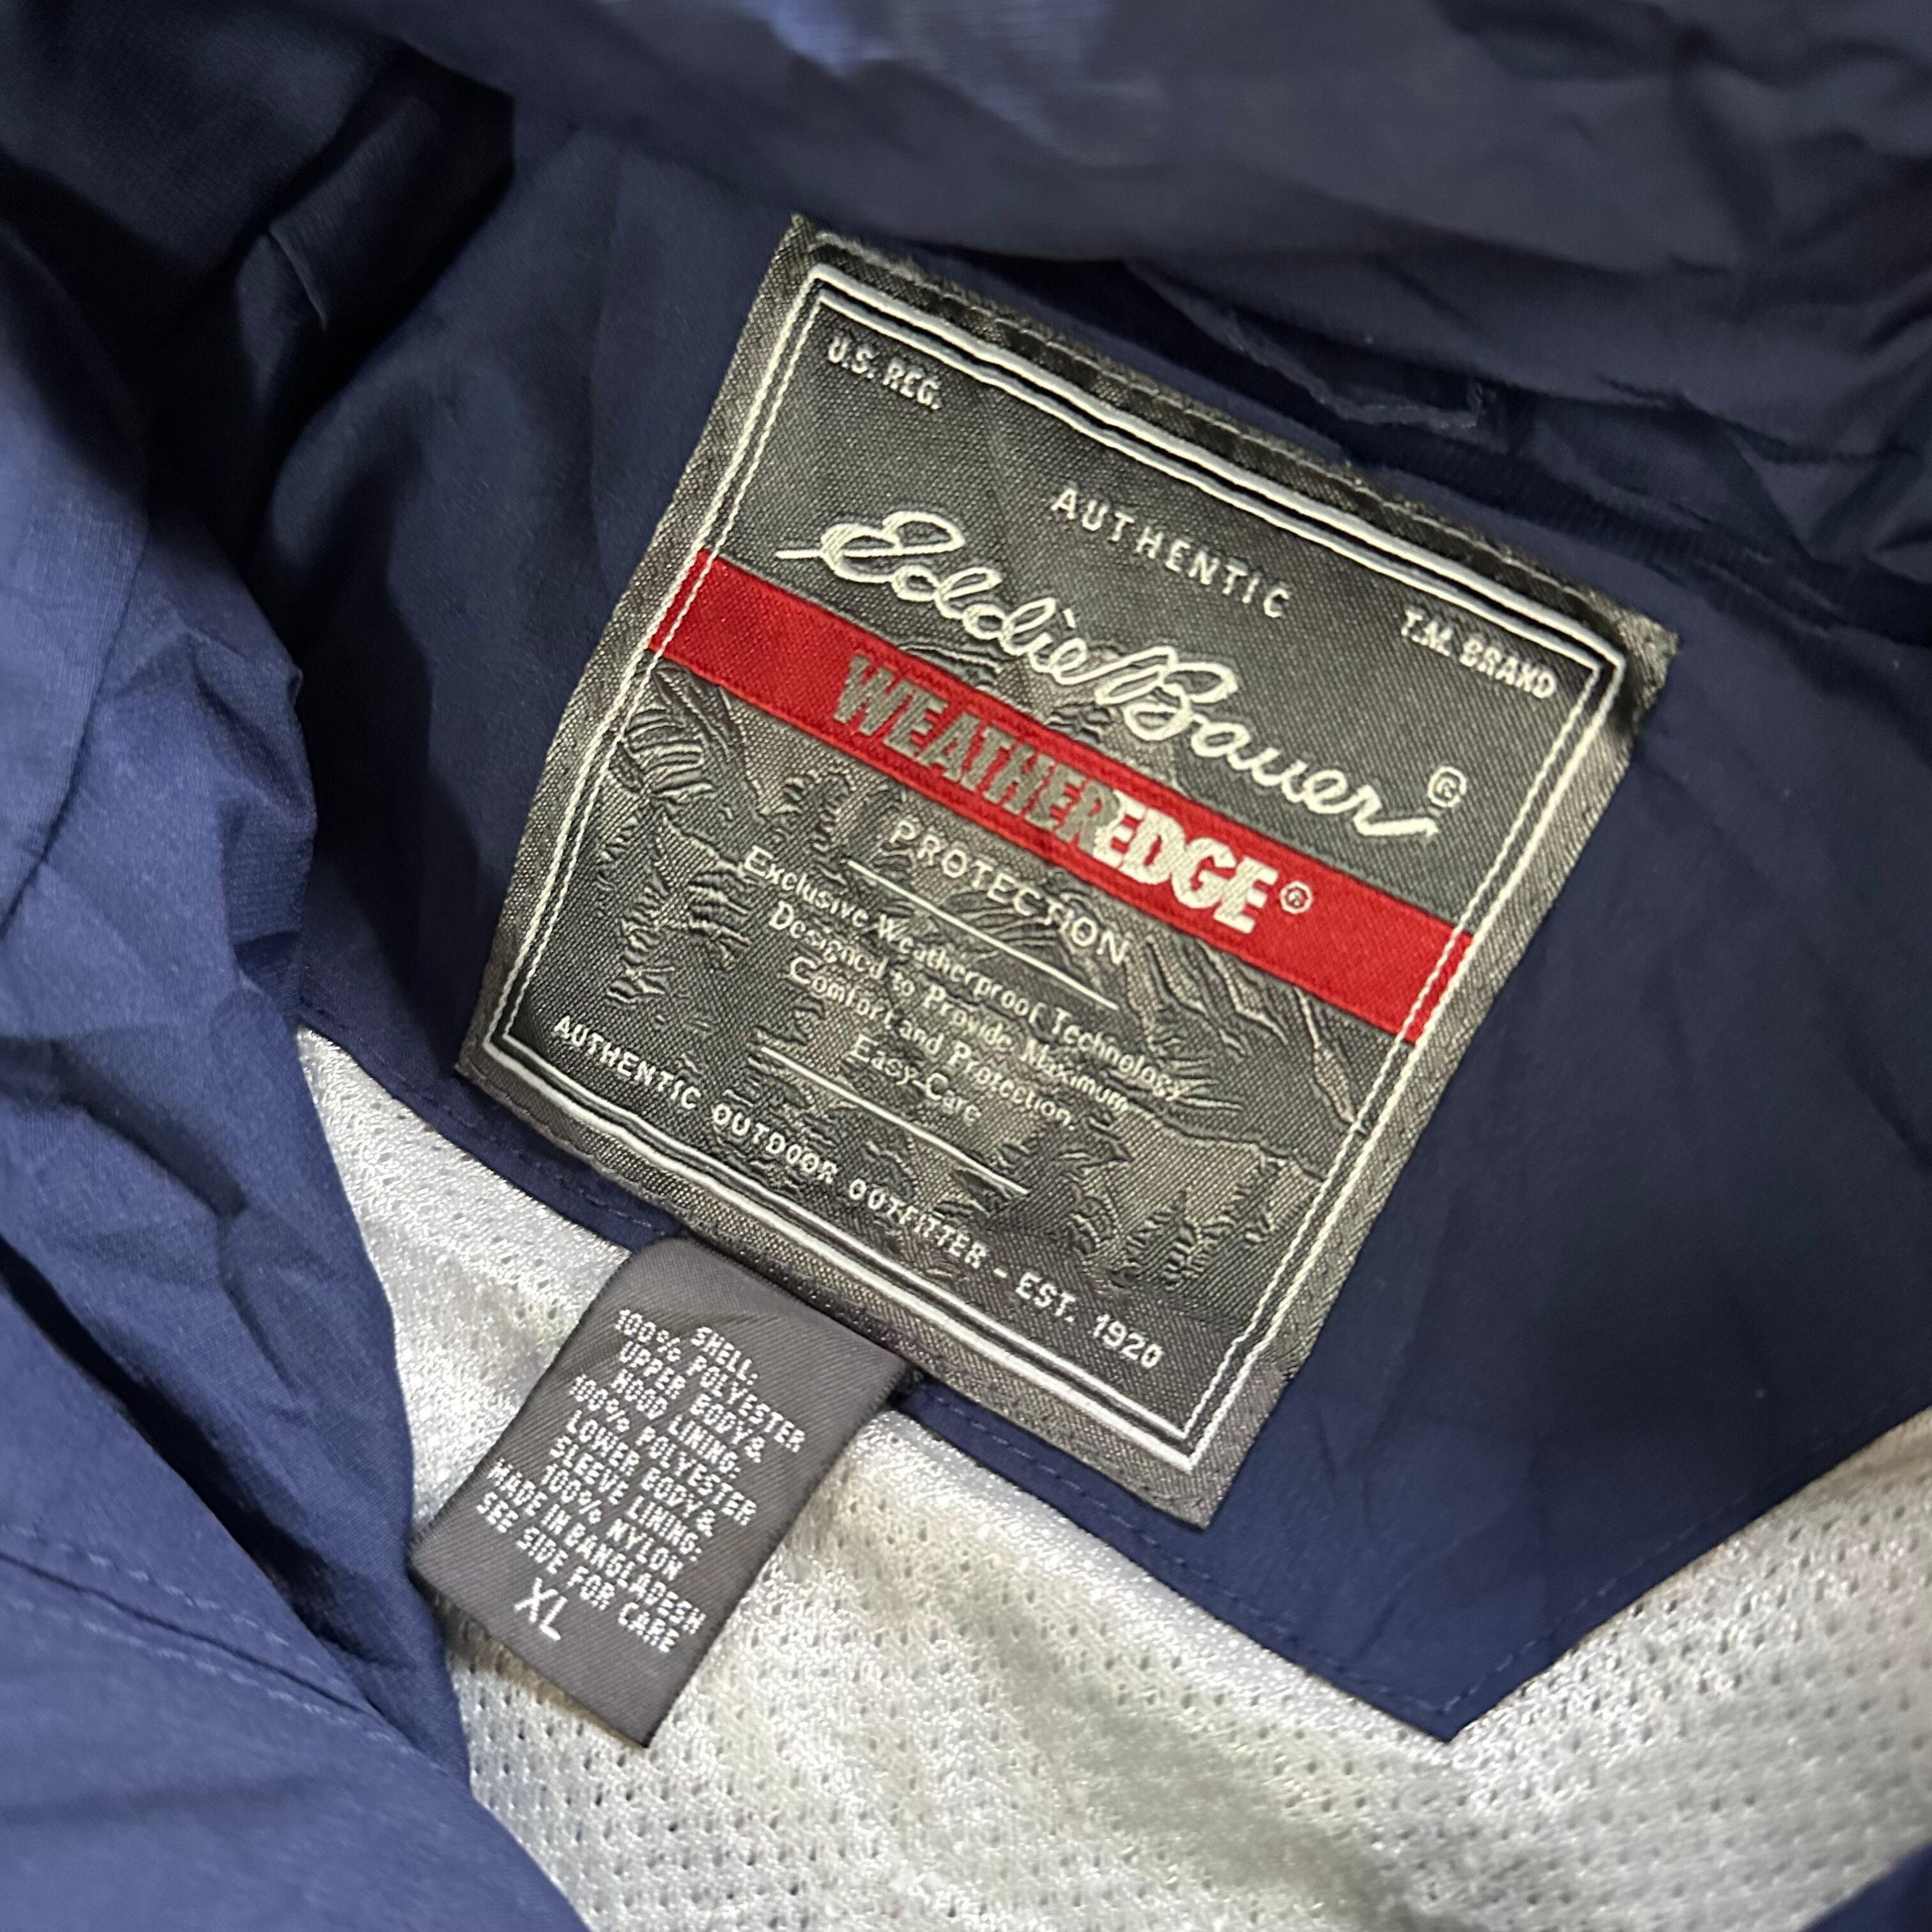 U.S. REG.
AUTHENTIC
T.M. BRAND
Eddie Bauer®
WEATHEREDGE®
PROTECTION
Exclusive Weatherproof Technology
Designed to Provide Maximum
Comfort and Protection.
Easy-Care
AUTHENTIC OUTDOOR OUTFITTER - EST. 1920
SHELL:
100% POLYESTER
UPPER BODY &
HOOD LINING:
100% POLYESTER
LOWER BODY &
SLEEVE LINING:
100% NYLON
MADE IN BANGLADESH
SEE SIDE FOR CARE
XL